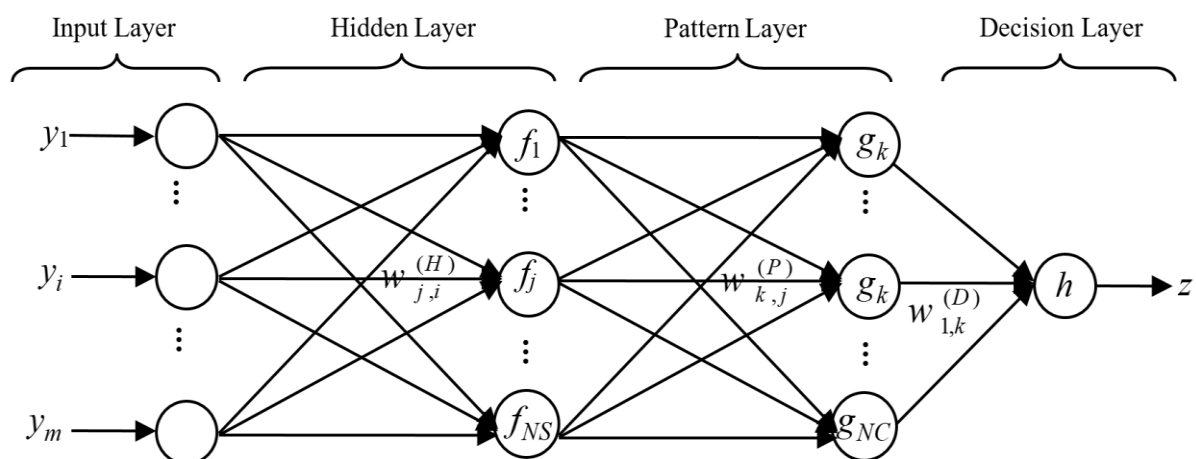 Input Layer Hidden Layer Pattern Layer Decision Layer
y1 f1 gk
⋮ ⋮ ⋮
yi w j,i (H) fj w k,j (P) gk w 1,k (D) h z
⋮ ⋮ ⋮
ym fNS gNC